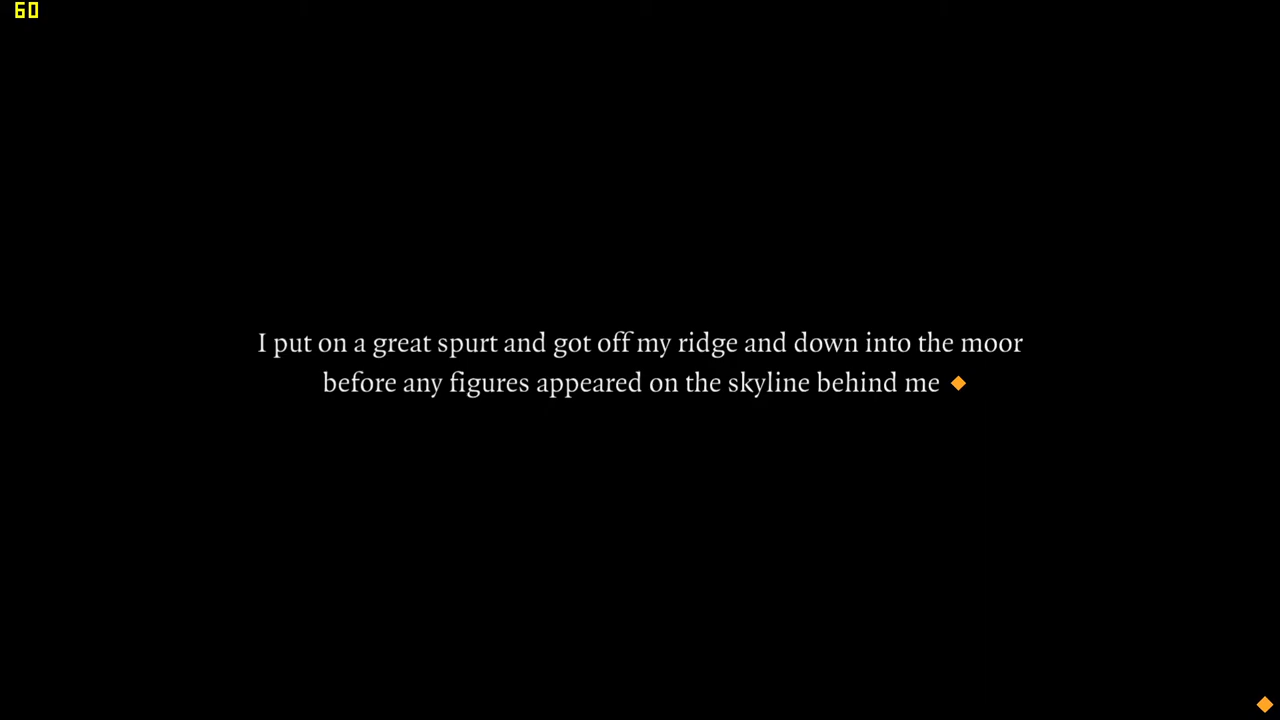 60
I put on a great spurt and got off my ridge and down into the moor
before any figures appeared on the skyline behind me